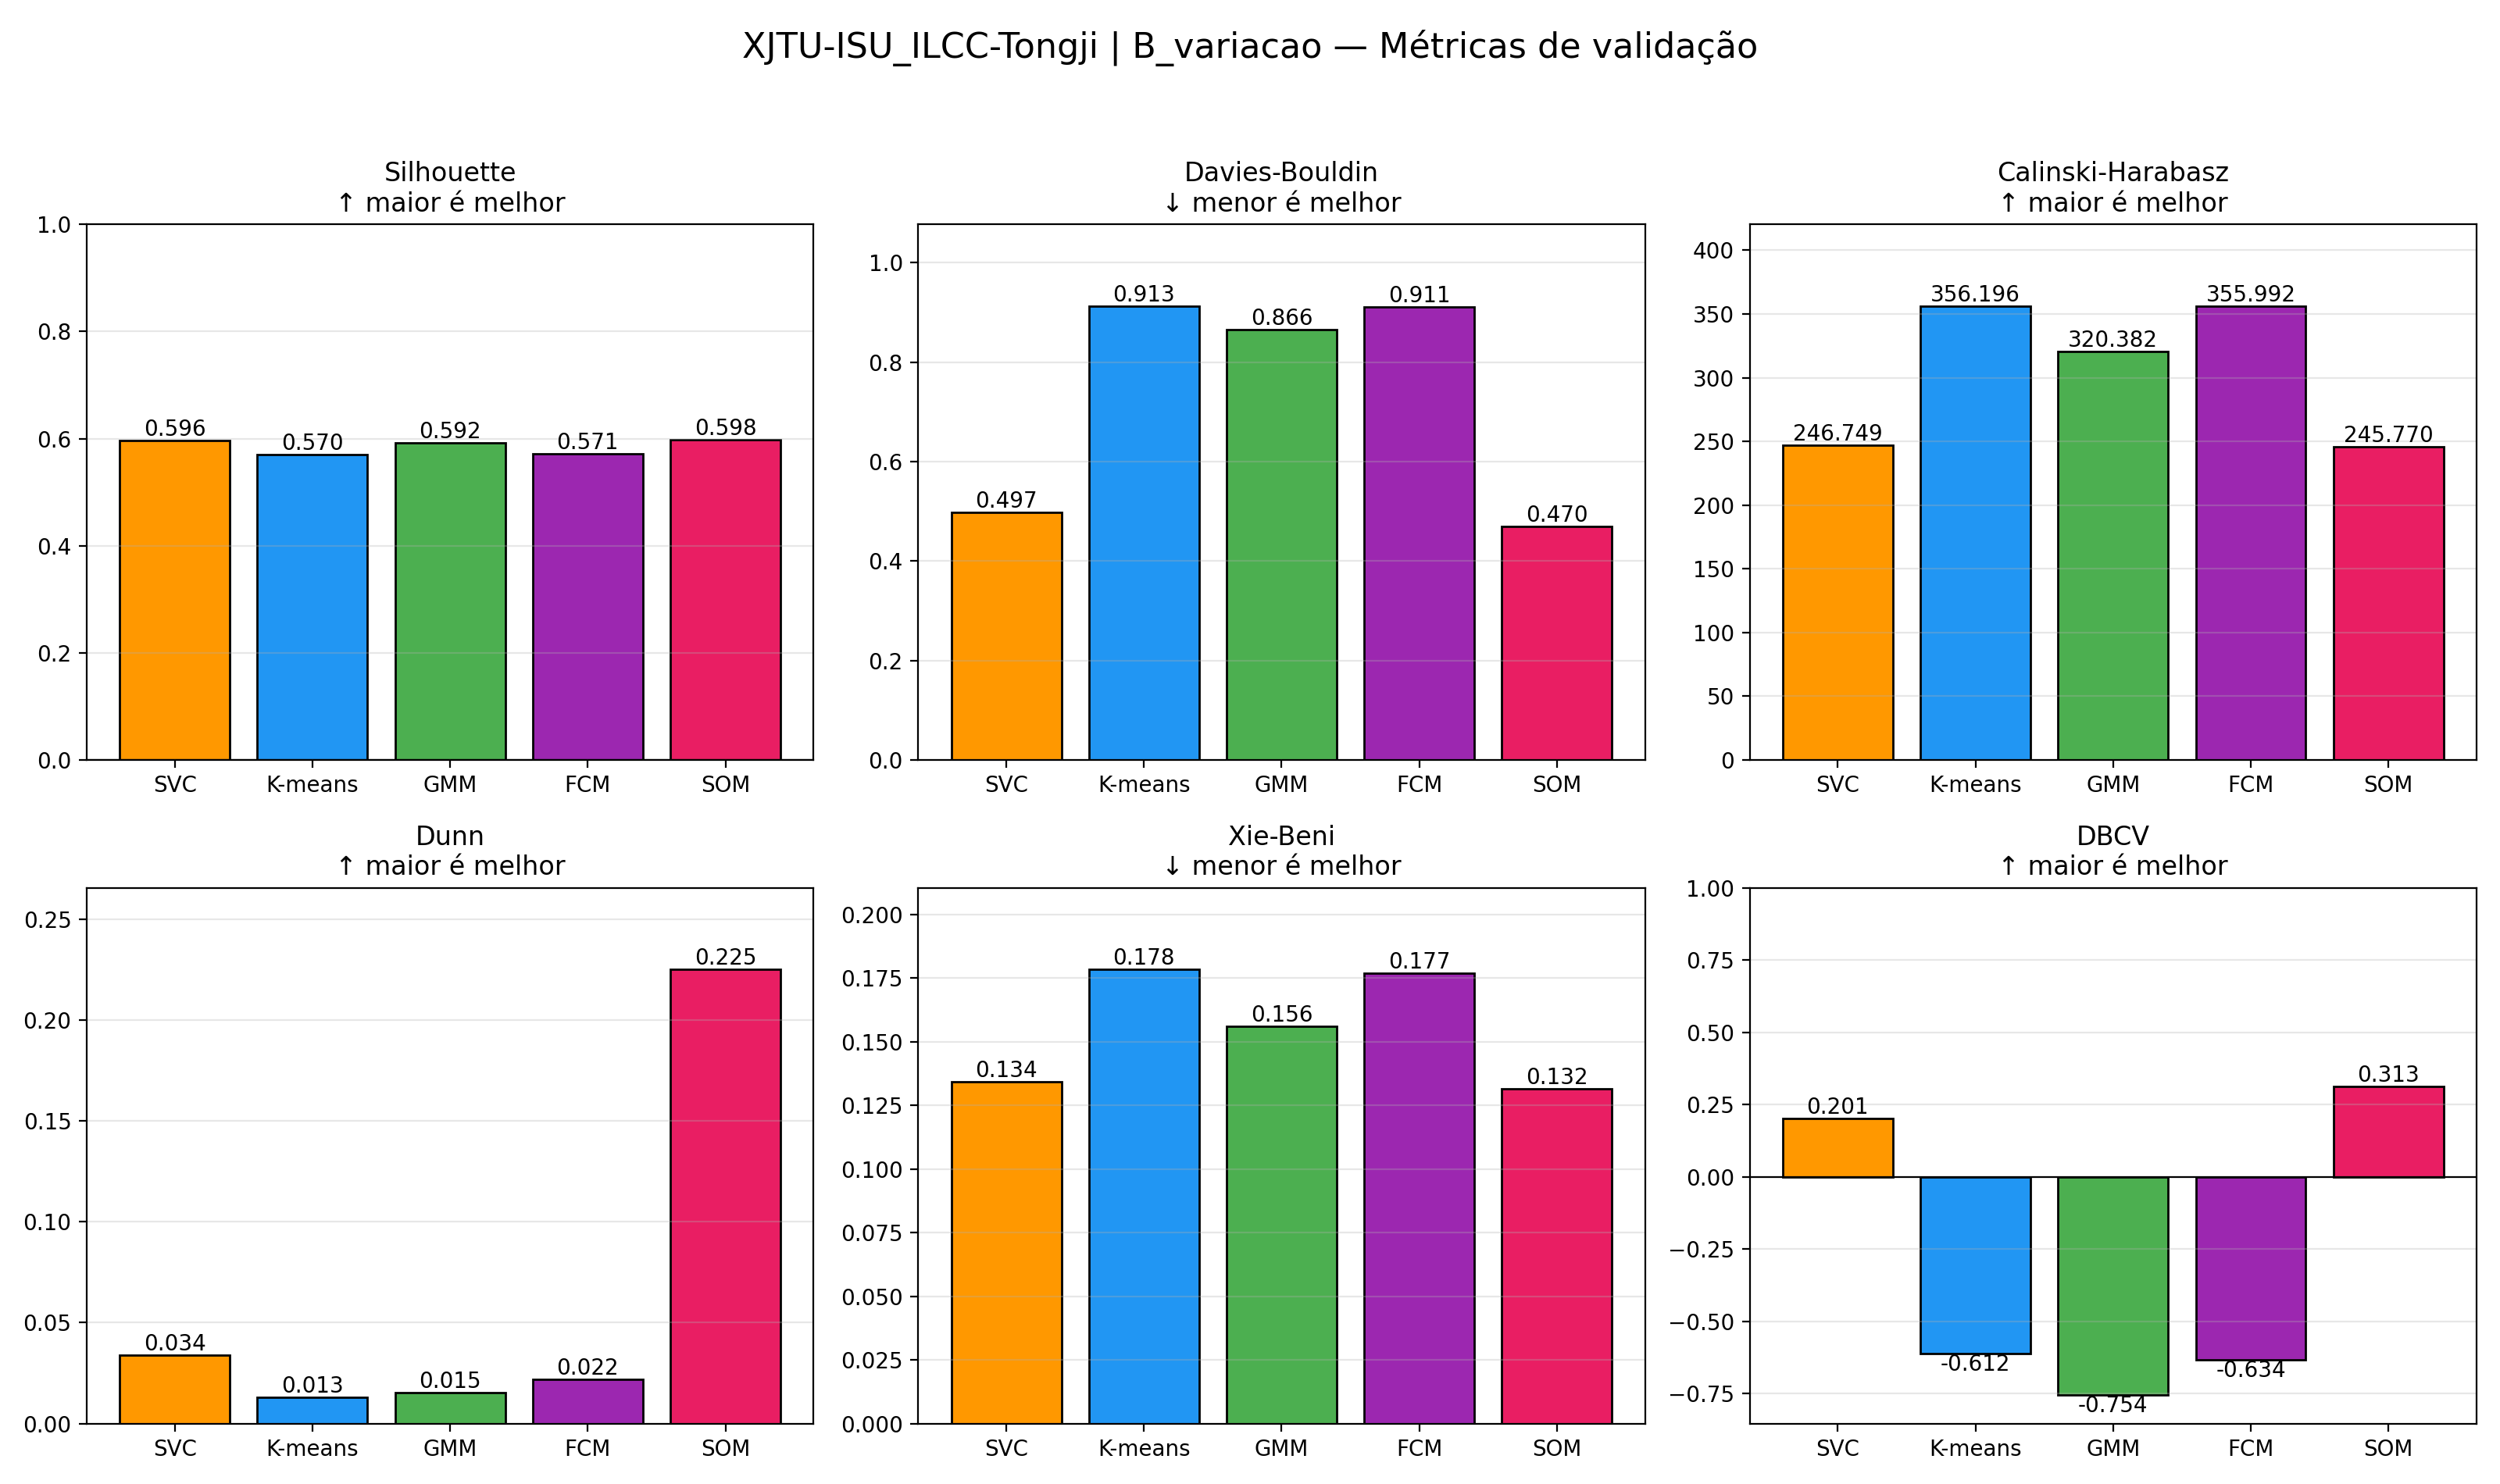 XJTU-ISU_ILCC-Tongji | B_variacao — Métricas de validação
Silhouette
↑ maior é melhor
1.0
0.8
0.6
0.4
0.2
0.0
0.596
0.570
0.592
0.571
0.598
SVC
K-means
GMM
FCM
SOM
Davies-Bouldin
↓ menor é melhor
1.0
0.8
0.6
0.4
0.2
0.0
0.497
0.913
0.866
0.911
0.470
SVC
K-means
GMM
FCM
SOM
Calinski-Harabasz
↑ maior é melhor
400
350
300
250
200
150
100
50
0
246.749
356.196
320.382
355.992
245.770
SVC
K-means
GMM
FCM
SOM
Dunn
↑ maior é melhor
0.25
0.20
0.15
0.10
0.05
0.00
0.034
0.013
0.015
0.022
0.225
SVC
K-means
GMM
FCM
SOM
Xie-Beni
↓ menor é melhor
0.200
0.175
0.150
0.125
0.100
0.075
0.050
0.025
0.000
0.134
0.178
0.156
0.177
0.132
SVC
K-means
GMM
FCM
SOM
DBCV
↑ maior é melhor
1.00
0.75
0.50
0.25
0.00
−0.25
−0.50
−0.75
0.201
-0.612
-0.754
-0.634
0.313
SVC
K-means
GMM
FCM
SOM